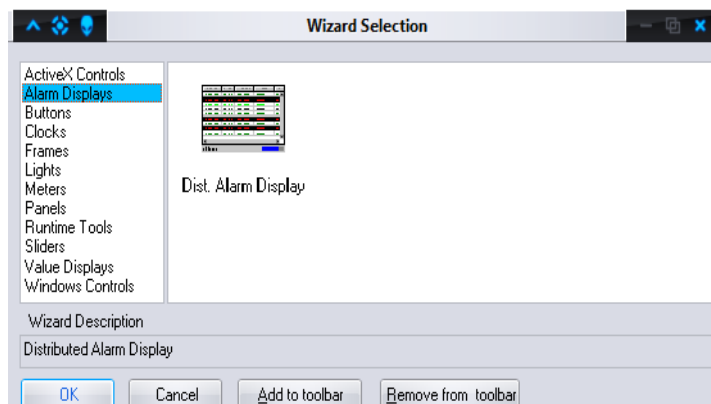 Wizard Selection
ActiveX Controls
Alarm Displays
Buttons
Clocks
Frames
Lights
Meters
Panels
Runtime Tools
Sliders
Value Displays
Windows Controls
Dist. Alarm Display
Wizard Description
Distributed Alarm Display
OK Cancel Add to toolbar Remove from toolbar